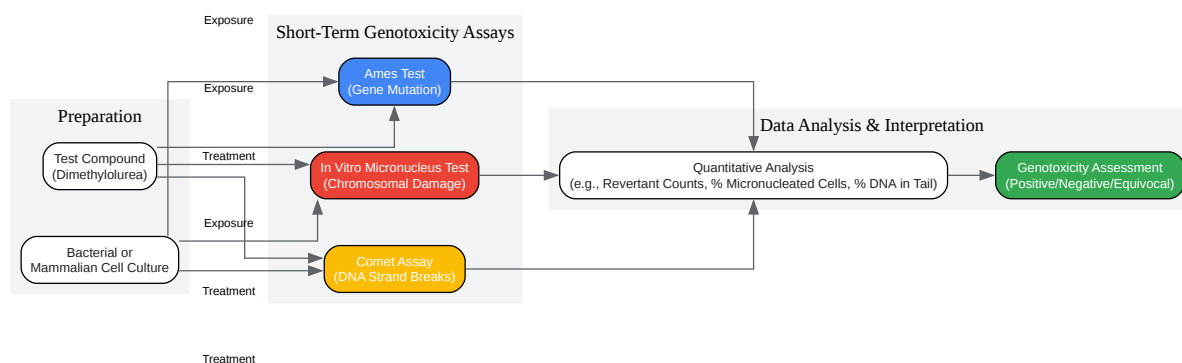 Exposure
Short-Term Genotoxicity Assays
Ames Test
(Gene Mutation)
Exposure
Preparation
Data Analysis & Interpretation
Test Compound
(Dimethylolurea)
Treatment
In Vitro Micronucleus Test
(Chromosomal Damage)
Quantitative Analysis
(e.g., Revertant Counts, % Micronucleated Cells, % DNA in Tail)
Genotoxicity Assessment
(Positive/Negative/Equivocal)
Exposure
Bacterial or
Mammalian Cell Culture
Comet Assay
(DNA Strand Breaks)
Treatment
Treatment